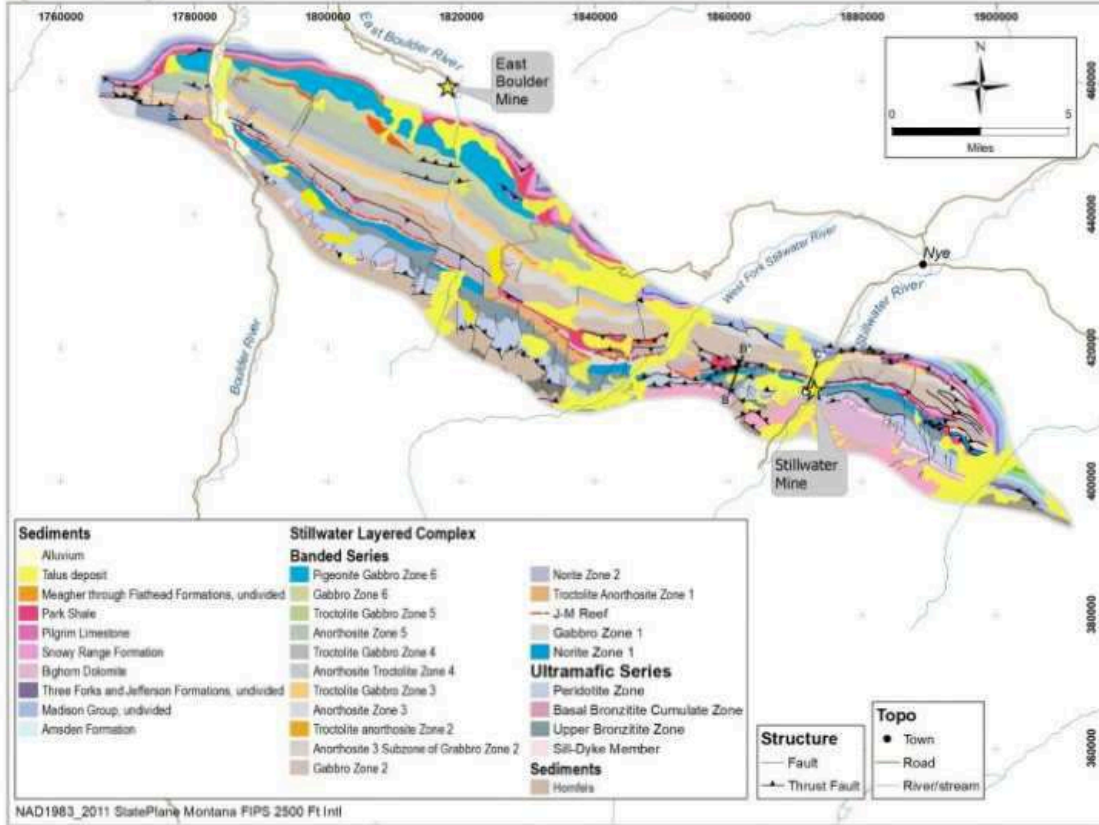 1760000 1780000 1800000 1820000 1840000 1860000 1880000 1900000
460000
440000
420000
400000
380000
360000
N
0 5
Miles
East Boulder River
East
Boulder
Mine
Boulder River
West Fork Stillwater River
Nye
Stillwater River
B'
B
A
Stillwater
Mine
Sediments
Alluvium
Talus deposit
Meagher through Flathead Formations, undivided
Park Shale
Pilgrim Limestone
Snowy Range Formation
Bighorn Dolomite
Three Forks and Jefferson Formations, undivided
Madison Group, undivided
Amsden Formation
Stillwater Layered Complex
Banded Series
Pigeonite Gabbro Zone 6
Gabbro Zone 6
Troctolite Gabbro Zone 5
Anorthosite Zone 5
Troctolite Gabbro Zone 4
Anorthosite Troctolite Zone 4
Troctolite Gabbro Zone 3
Anorthosite Zone 3
Troctolite anorthosite Zone 2
Anorthosite 3 Subzone of Grabbro Zone 2
Gabbro Zone 2
Norite Zone 2
Troctolite Anorthosite Zone 1
J-M Reef
Gabbro Zone 1
Norite Zone 1
Ultramafic Series
Peridotite Zone
Basal Bronzitite Cumulate Zone
Upper Bronzitite Zone
Sill-Dyke Member
Sediments
Hornfels
Structure
Fault
Thrust Fault
Topo
Town
Road
River/stream
NAD1983_2011 StatePlane Montana FIPS 2500 Ft Intl